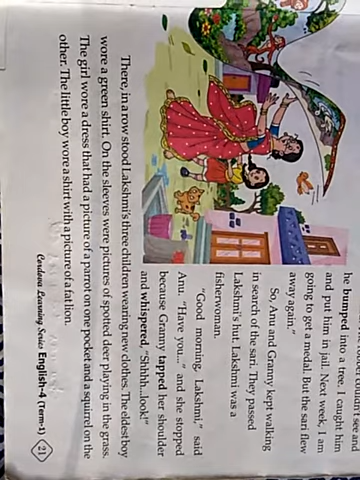 see and
he bumped into a tree. I caught him
and put him in jail. Next week, I am
going to get a medal. But the sari flew
away again."
So, Anu and Granny kept walking
in search of the sari. They passed
Lakshmi's hut. Lakshmi was a
fisherwoman.
"Good morning, Lakshmi," said
Anu. "Have you..." and she stopped
because Granny tapped her shoulder
and whispered, "Shhhh...look!"
There, in a row stood Lakshmi's three children wearing new clothes. The oldest boy
wore a green shirt. On the sleeves were pictures of spotted deer playing in the grass.
The girl wore a dress that had a picture of a parrot on one pocket and a squirrel on the
other. The little boy wore a shirt with a picture of a fat lion.
Cordova Learning Series English-4 (Term-1) 21